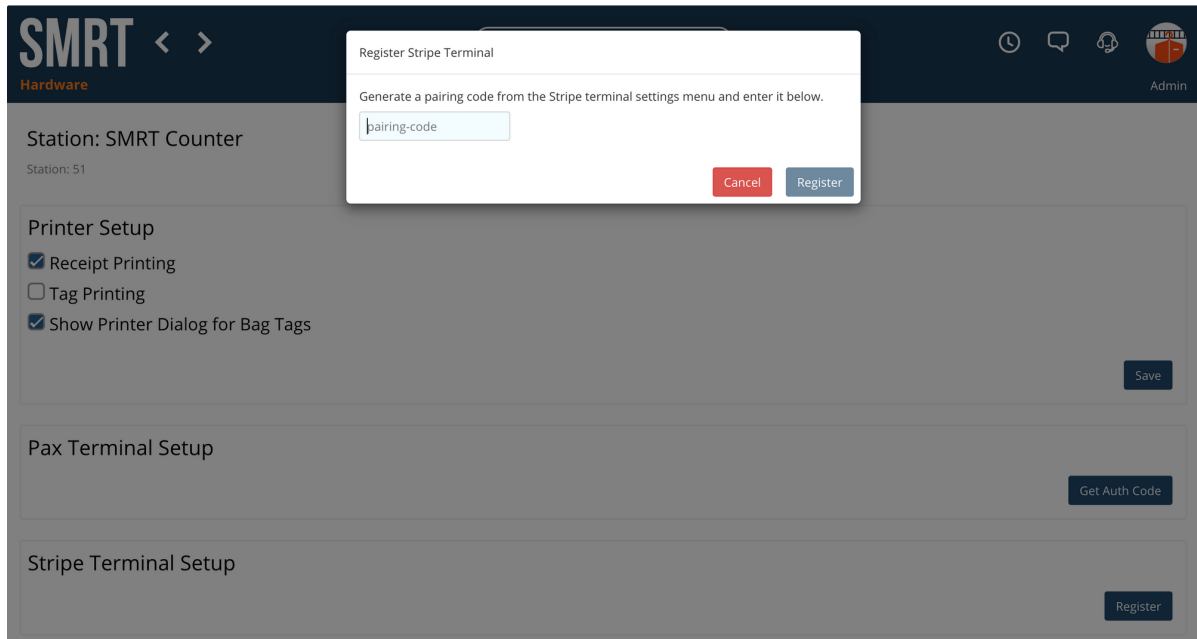 SMRT < >
Hardware
Admin
Register Stripe Terminal
Generate a pairing code from the Stripe terminal settings menu and enter it below.
pairing-code
Cancel Register
Station: SMRT Counter
Station: 51
Printer Setup
Receipt Printing
Tag Printing
Show Printer Dialog for Bag Tags
Save
Pax Terminal Setup
Get Auth Code
Stripe Terminal Setup
Register